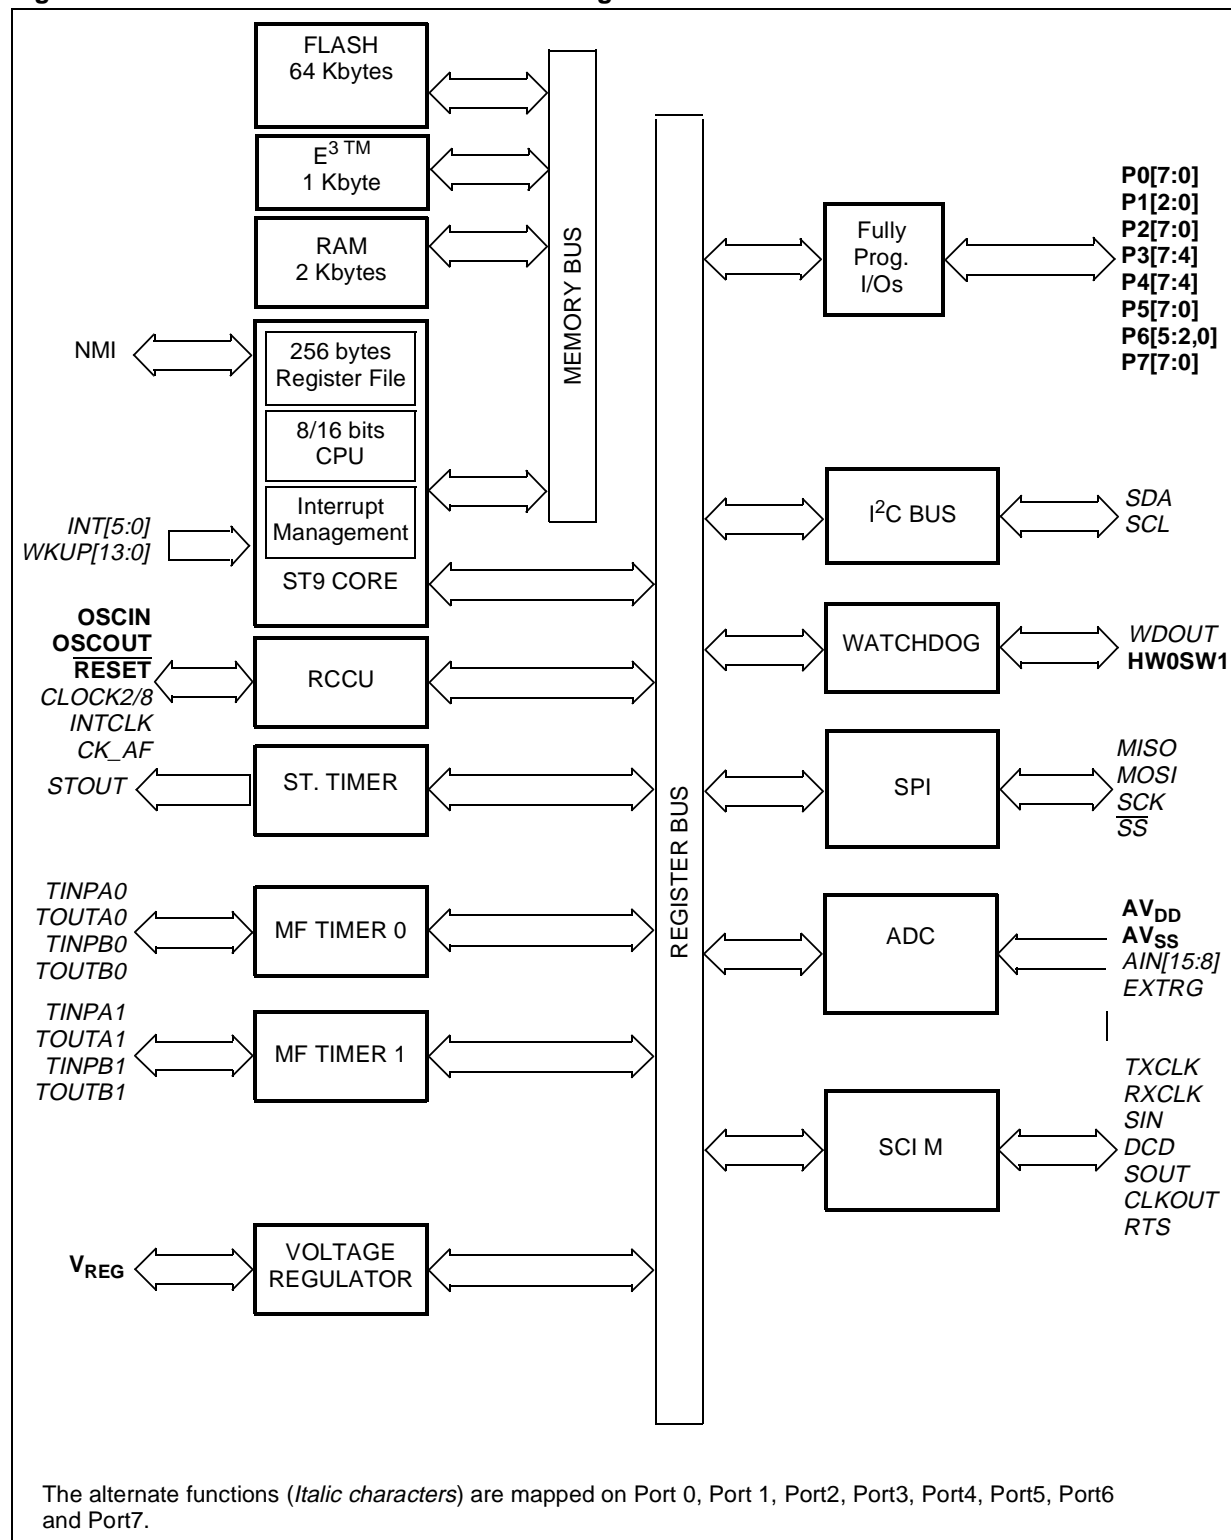 FLASH
64 Kbytes
E3 TM
1 Kbyte
RAM
2 Kbytes
MEMORY BUS
NMI
256 bytes
Register File
8/16 bits
CPU
Interrupt
Management
ST9 CORE
INT[5:0]
WKUP[13:0]
OSCIN
OSCOUT
RESET
CLOCK2/8
INTCLK
CK_AF
RCCU
STOUT
ST. TIMER
TINPA0
TOUTA0
TINPB0
TOUTB0
MF TIMER 0
TINPA1
TOUTA1
TINPB1
TOUTB1
MF TIMER 1
VREG
VOLTAGE
REGULATOR
REGISTER BUS
Fully
Prog.
I/Os
P0[7:0]
P1[2:0]
P2[7:0]
P3[7:4]
P4[7:4]
P5[7:0]
P6[5:2,0]
P7[7:0]
I2C BUS
SDA
SCL
WATCHDOG
WDOUT
HW0SW1
SPI
MISO
MOSI
SCK
SS
ADC
AVDD
AVSS
AIN[15:8]
EXTRG
SCI M
TXCLK
RXCLK
SIN
DCD
SOUT
CLKOUT
RTS
The alternate functions (Italic characters) are mapped on Port 0, Port 1, Port2, Port3, Port4, Port5, Port6
and Port7.